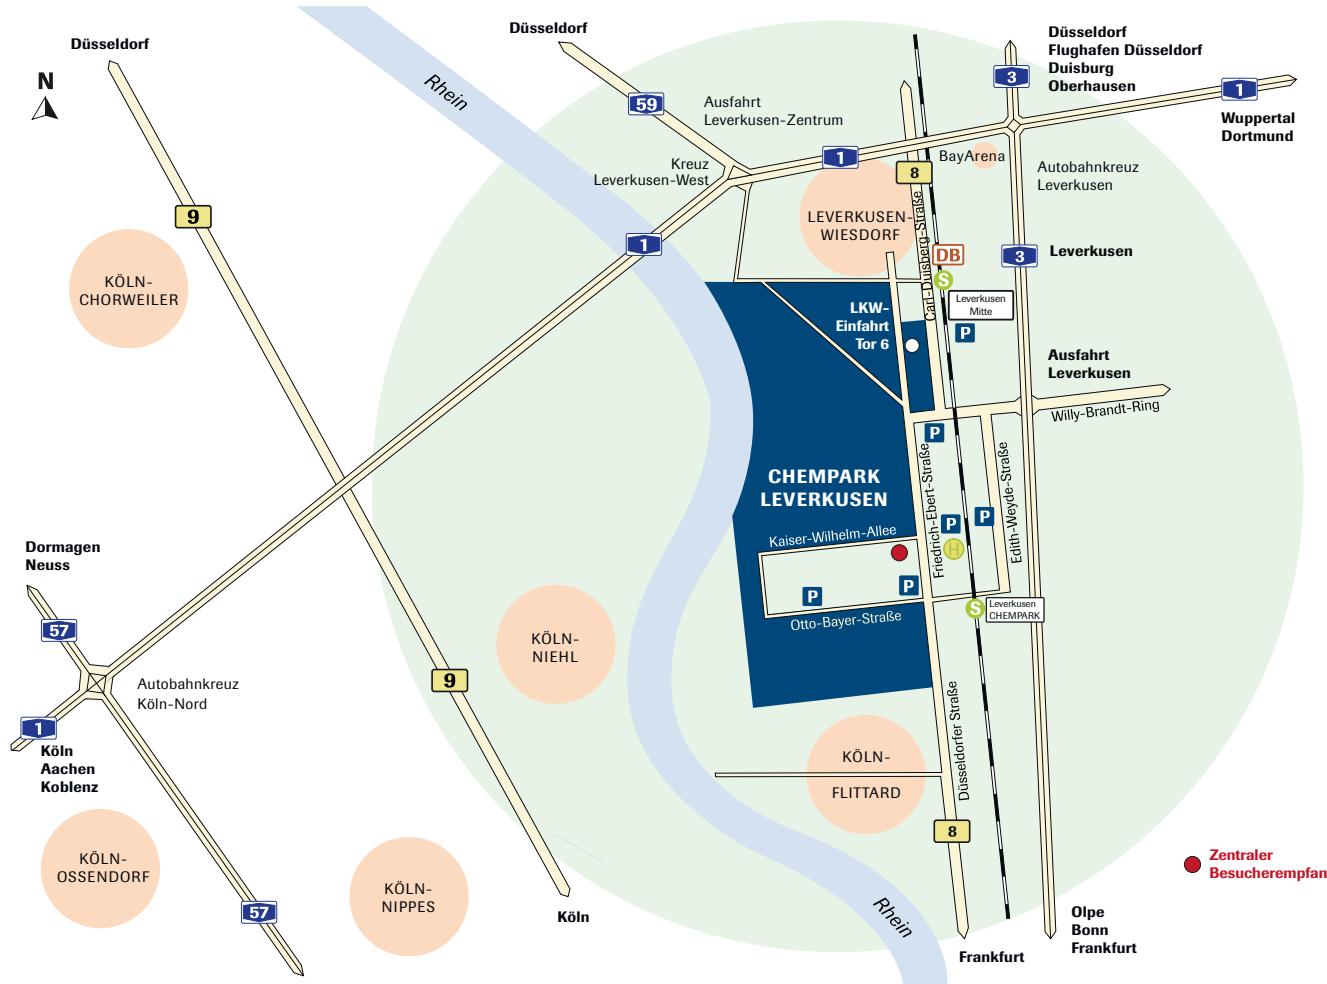 Düsseldorf
N
Düsseldorf
Rhein
59
Ausfahrt
Leverkusen-Zentrum
Kreuz
Leverkusen-West
Düsseldorf
Flughafen Düsseldorf
Duisburg
Oberhausen
3
1
Wuppertal
Dortmund
1
8
BayArena
Autobahnkreuz
Leverkusen
9
KÖLN-
CHORWEILER
1
LEVERKUSEN-
WIESDORF
Carl-Duisberg-Straße
DB
S
Leverkusen
Mitte
P
3
Leverkusen
LKW-
Einfahrt
Tor 6
Ausfahrt
Leverkusen
Willy-Brandt-Ring
P
Friedrich-Ebert-Straße
Edith-Weyde-Straße
CHEMPARK
LEVERKUSEN
Kaiser-Wilhelm-Allee
P
P
H
P
P
Otto-Bayer-Straße
S
Leverkusen
CHEMPARK
Dormagen
Neuss
57
Autobahnkreuz
Köln-Nord
1
Köln
Aachen
Koblenz
KÖLN-
NIEHL
9
Düsseldorfer Straße
KÖLN-
FLITTARD
8
KÖLN-
OSSENDORF
57
KÖLN-
NIPPES
Köln
Rhein
Frankfurt
Olpe
Bonn
Frankfurt
Zentraler
Besucherempfan